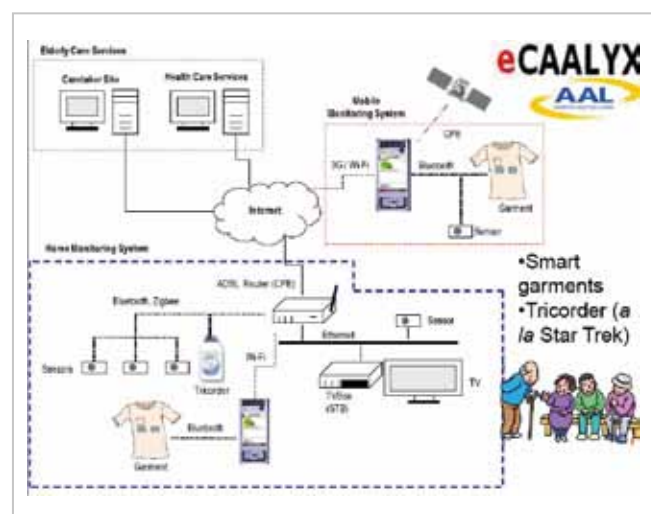 Elderly Care Services
Caretaker Site
Health Care Services
eCAALYX
AAL
Mobile
Monitoring System
GPS
3G / Wi-Fi
Bluetooth
Garment
Sensor
Internet
Home Monitoring System
ADSL Router (CPE)
Bluetooth, Zigbee
Sensor
Ethernet
Sensors
Tricorder
Wi-Fi
TVBox
(STB)
TV
Bluetooth
Garment
•Smart
garments
•Tricorder (a
la Star Trek)